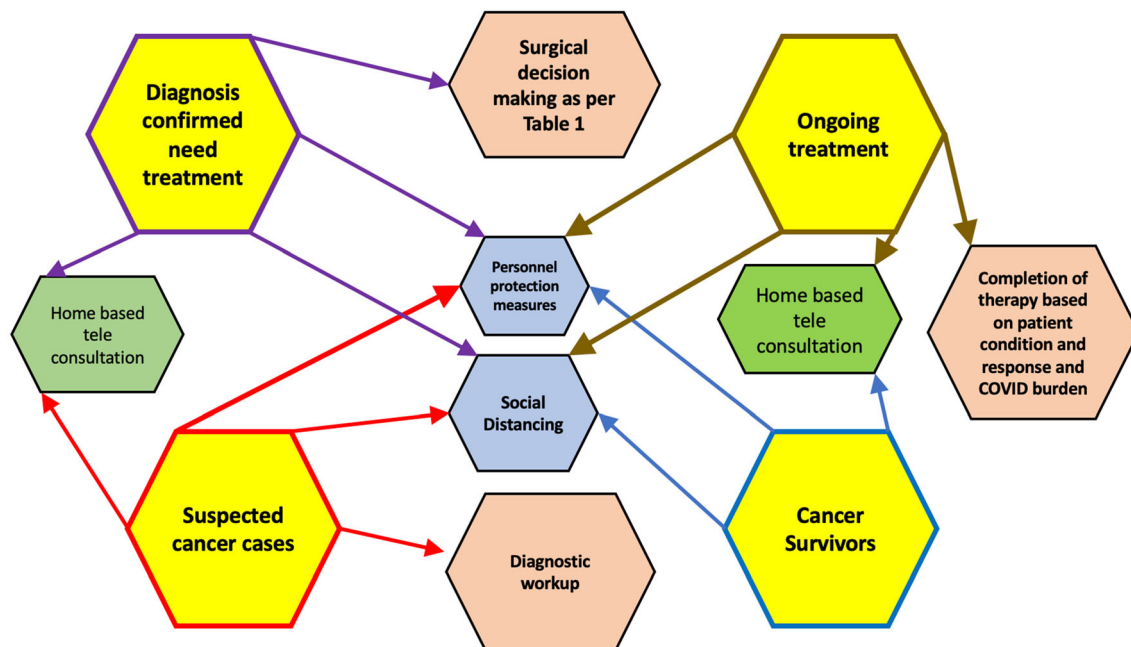 Diagnosis
confirmed
need
treatment
Surgical
decision
making as per
Table 1
Ongoing
treatment
Home based
tele
consultation
Personnel
protection
measures
Home based
tele
consultation
Completion of
therapy based
on patient
condition and
response and
COVID burden
Social
Distancing
Suspected
cancer cases
Diagnostic
workup
Cancer
Survivors